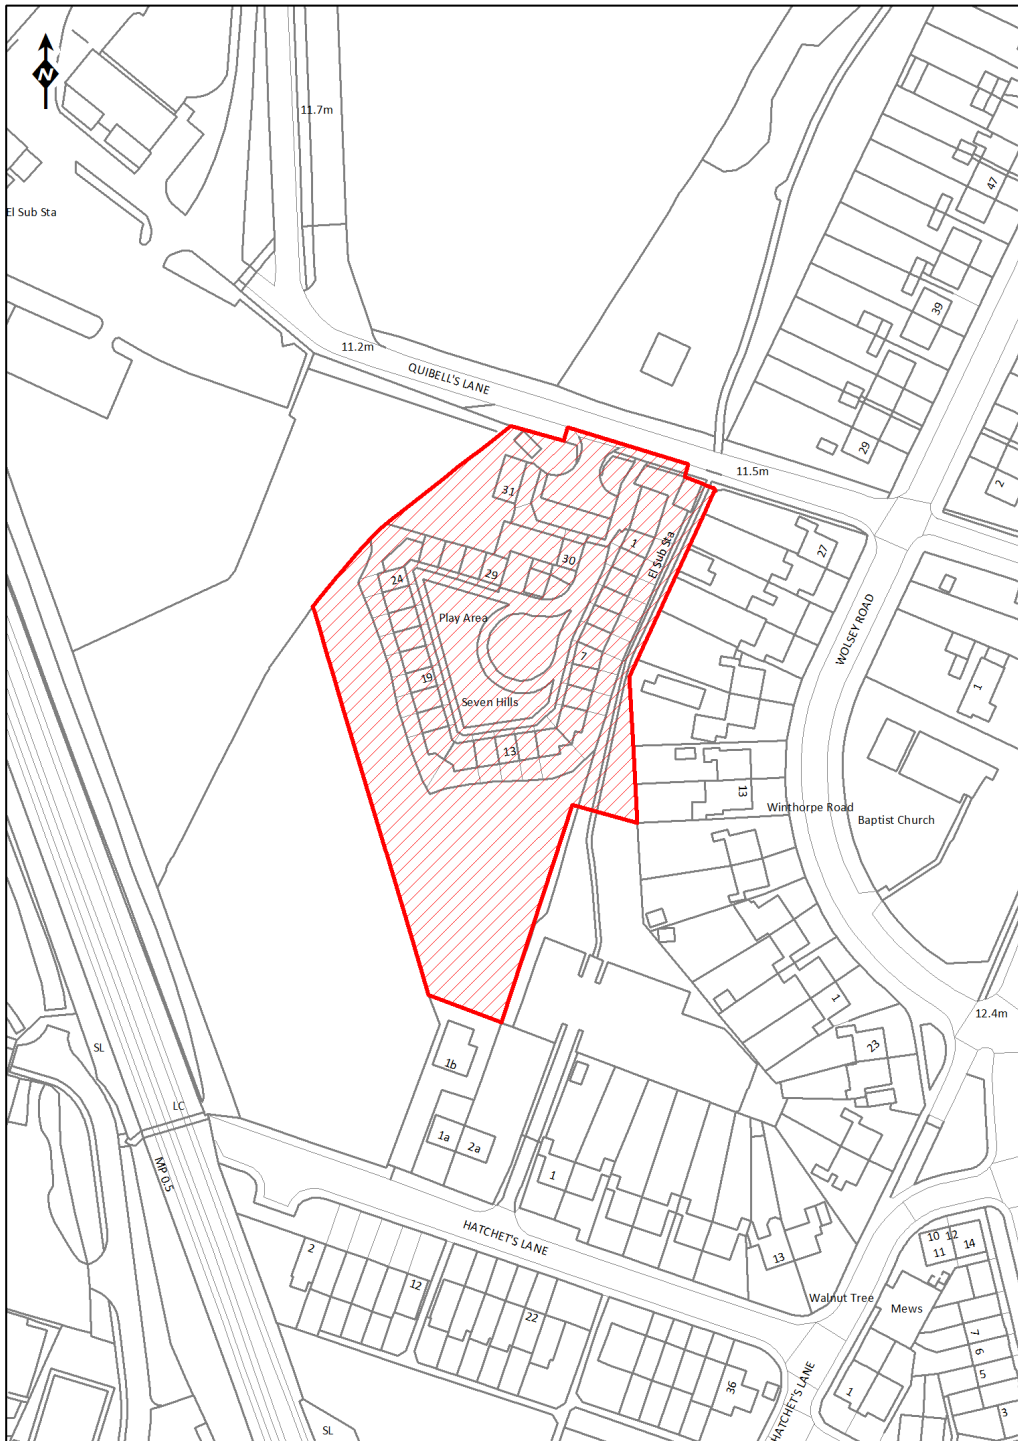 N
11.7m
El Sub Sta
47
39
11.2m
QUIBELL'S LANE
29
11.5m
2
31
27
1
30
El Sub Sta
29
24
Play Area
WOLSEY ROAD
7
19
1
Seven Hills
13
13
Winthorpe Road
Baptist Church
1
12.4m
23
SL
1b
LC
1a
2a
MP 0.5
1
HATCHET'S LANE
2
13
10
12
11
14
12
Walnut Tree
Mews
22
7
6
5
36
1
HATCHET'S LANE
3
SL